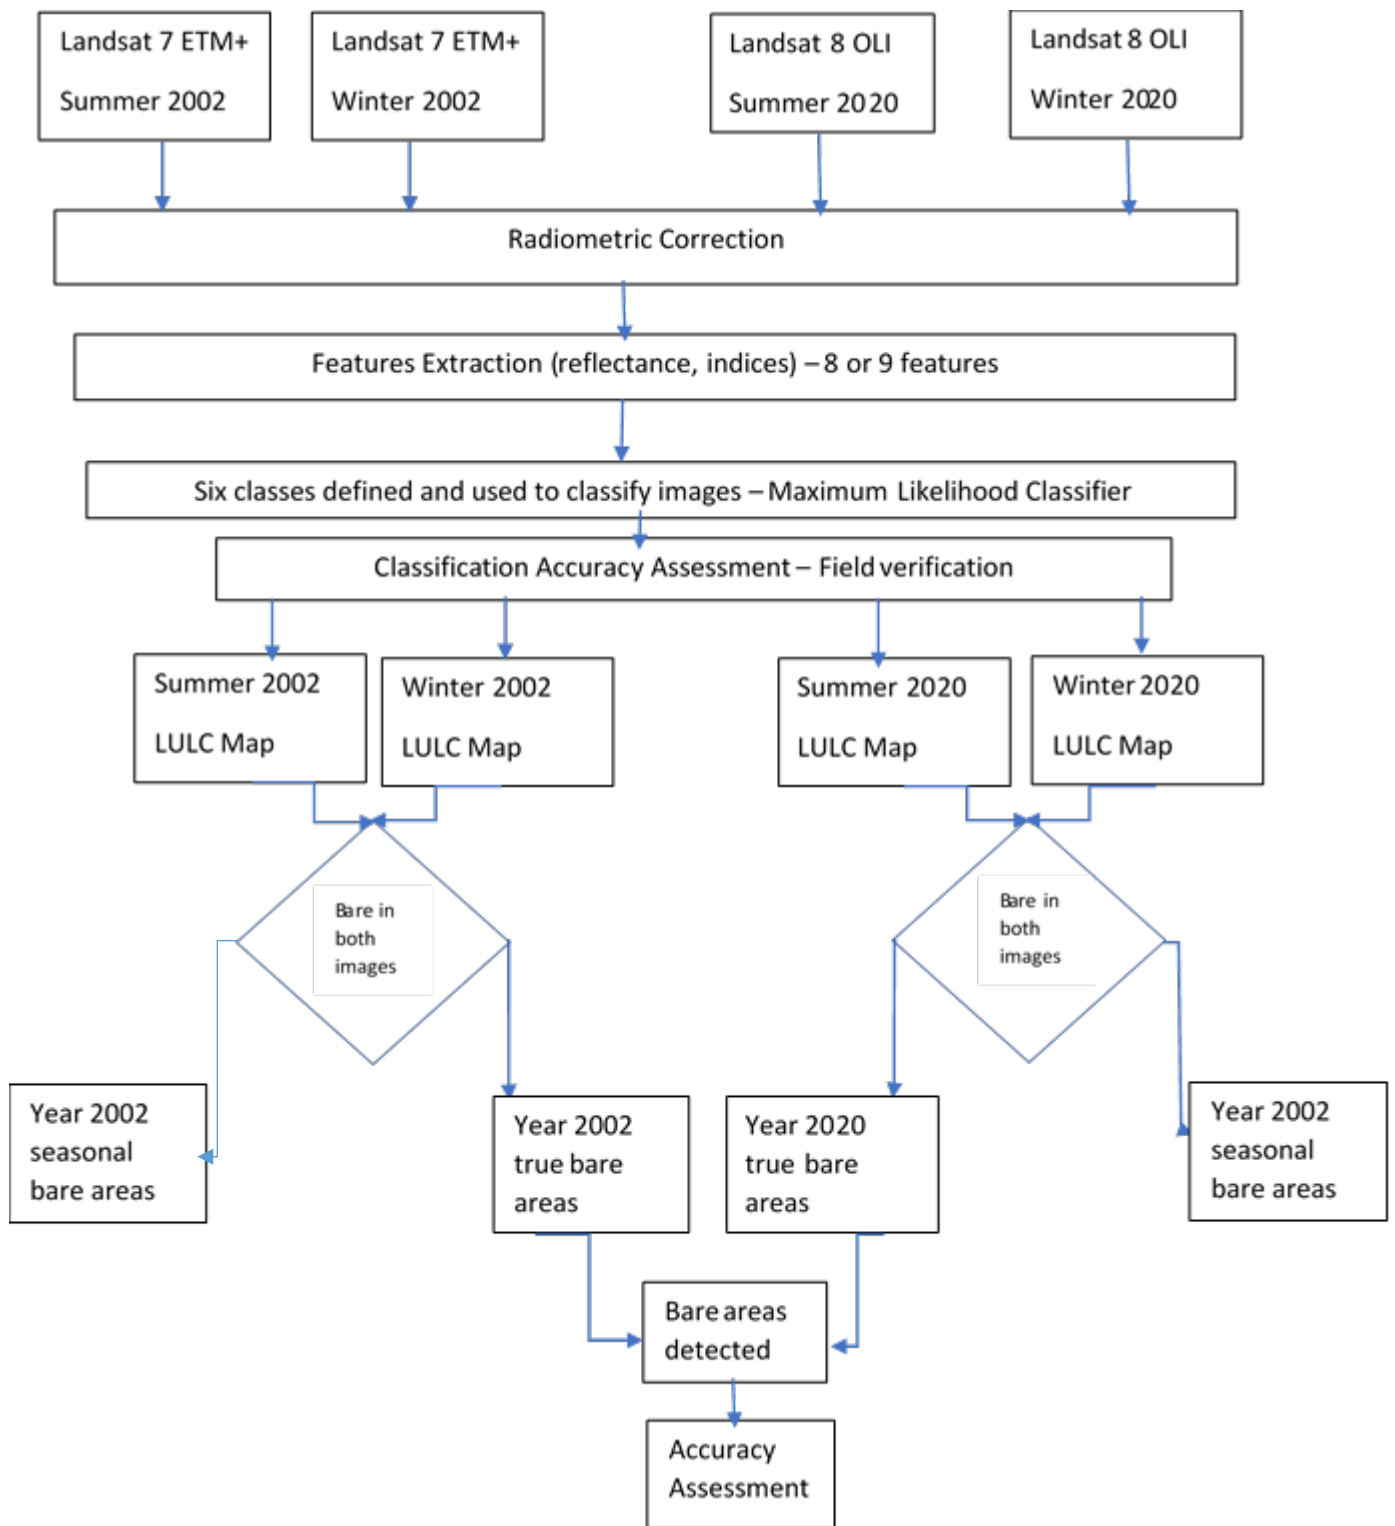 Landsat 7 ETM+
Summer 2002
Landsat 7 ETM+
Winter 2002
Landsat 8 OLI
Summer 2020
Landsat 8 OLI
Winter 2020
Radiometric Correction
Features Extraction (reflectance, indices) – 8 or 9 features
Six classes defined and used to classify images – Maximum Likelihood Classifier
Classification Accuracy Assessment – Field verification
Summer 2002
LULC Map
Winter 2002
LULC Map
Summer 2020
LULC Map
Winter 2020
LULC Map
Bare in
both
images
Bare in
both
images
Year 2002
seasonal
bare areas
Year 2002
true bare
areas
Year 2020
true bare
areas
Year 2002
seasonal
bare areas
Bare areas
detected
Accuracy
Assessment